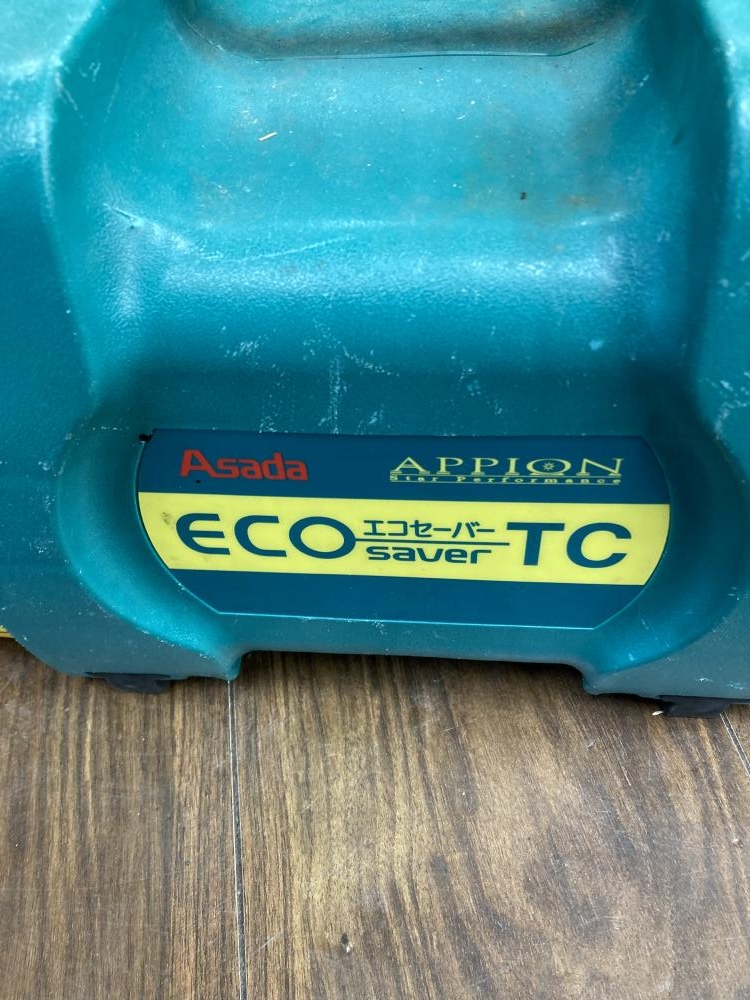 Asada
APPION
Star Performance
ECO エコセーバー saver TC